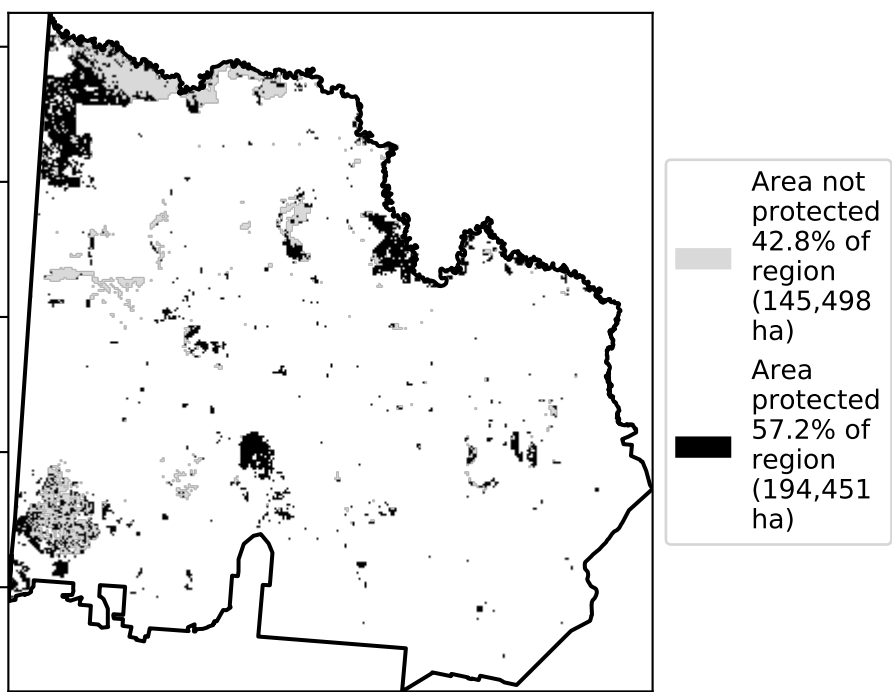 Area not
protected
42.8% of
region
(145,498
ha)
Area
protected
57.2% of
region
(194,451
ha)